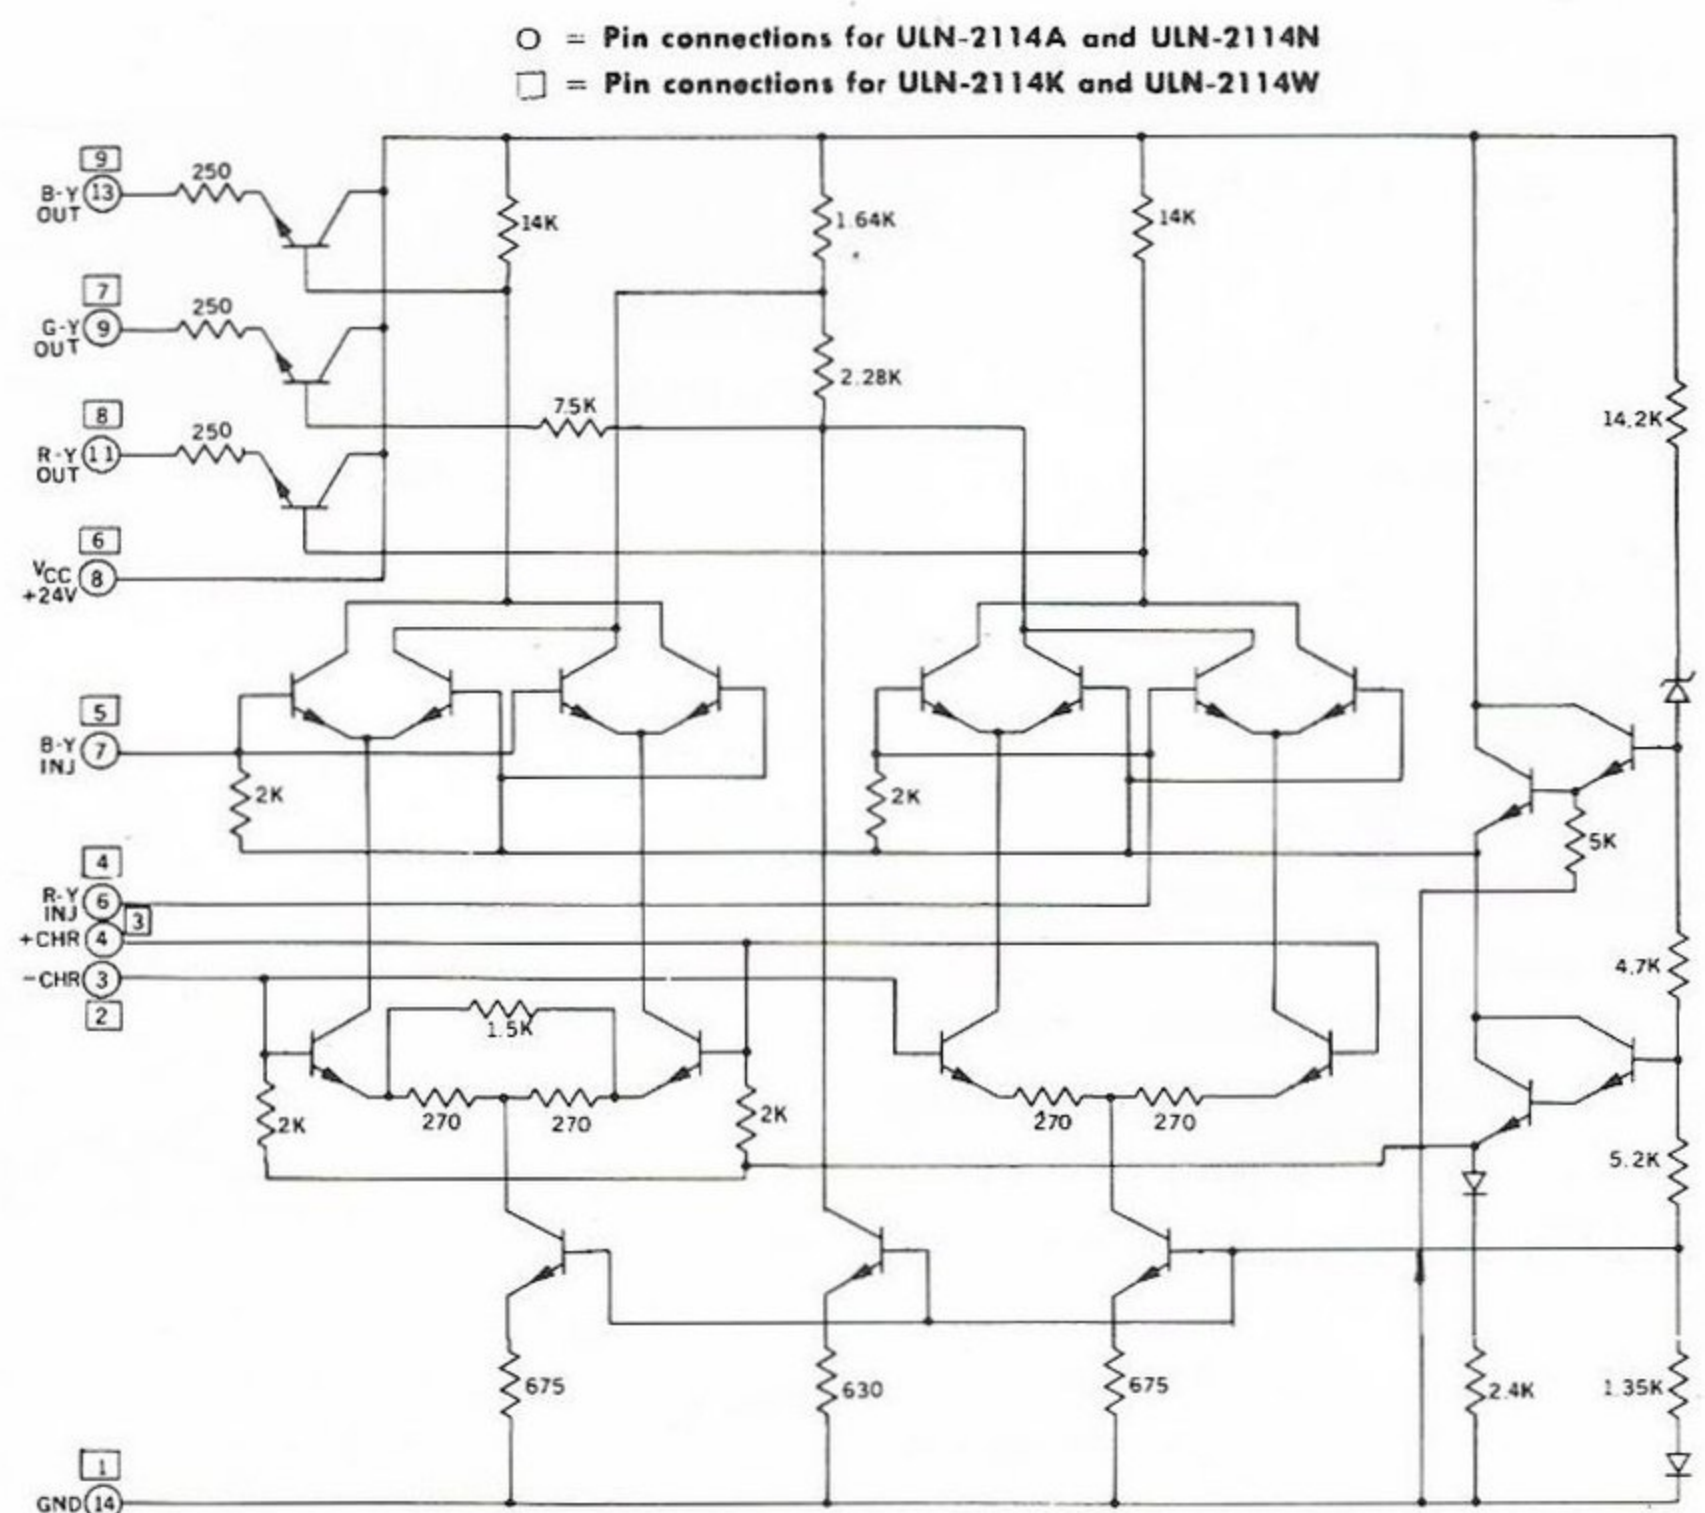 O = Pin connections for ULN-2114A and ULN-2114N
□ = Pin connections for ULN-2114K and ULN-2114W
9
B-Y OUT
13
250
14K
1.64K
14K
7
G-Y OUT
9
250
2.28K
14.2K
8
R-Y OUT
11
250
7.5K
6
VCC +24V
8
5
B-Y INJ
7
2K
2K
5K
4
R-Y INJ
6
3
+CHR
4
-CHR
3
2
1.5K
4.7K
2K
270
270
2K
270
270
5.2K
675
630
675
2.4K
1.35K
1
GND
14